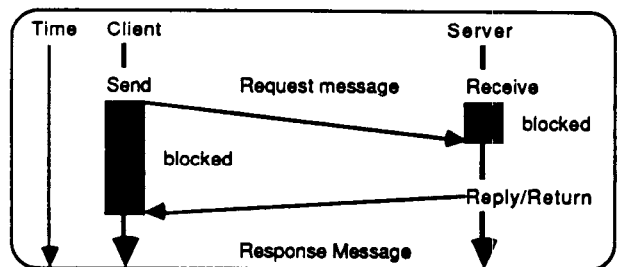 Time Client Server
Send Request message Receive
blocked
blocked
Reply/Return
Response Message